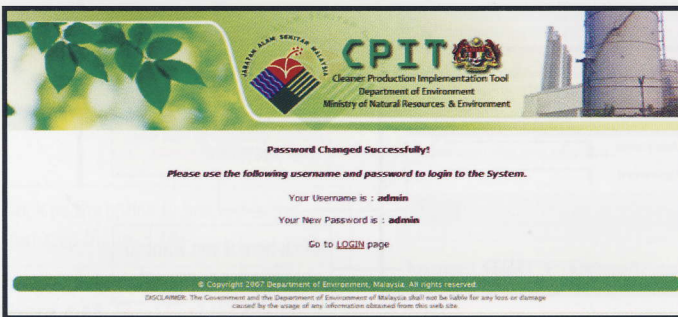 JABATAN ALAM SEKITAR MALAYSIA
CPIT
Cleaner Production Implementation Tool
Department of Environment
Ministry of Natural Resources & Environment
Password Changed Successfully!
Please use the following username and password to login to the System.
Your Username is : admin
Your New Password is : admin
Go to LOGIN page
© Copyright 2007 Department of Environment, Malaysia. All rights reserved.
DISCLAIMER: The Government and the Department of Environment of Malaysia shall not be liable for any loss or damage
caused by the usage of any information obtained from this web site.